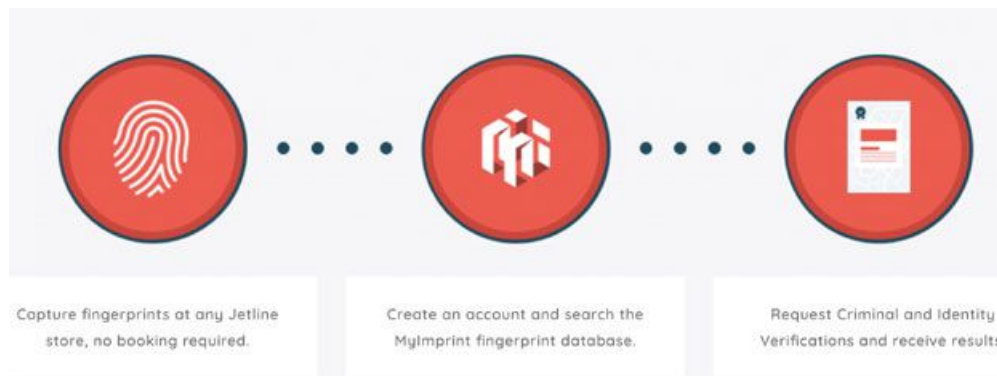 Capture fingerprints at any Jetline
store, no booking required.
Create an account and search the
MyImprint fingerprint database.
Request Criminal and Identity
Verifications and receive results